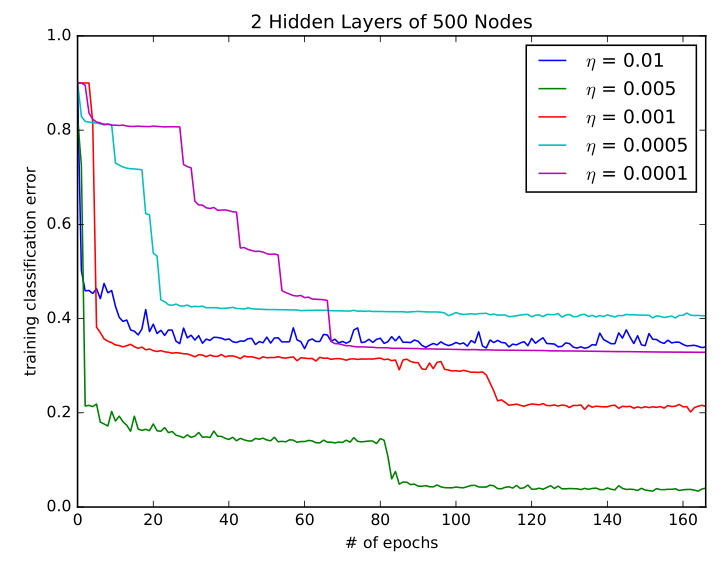 2 Hidden Layers of 500 Nodes
1.0
0.8
0.6
0.4
0.2
0.0
training classification error
η = 0.01
η = 0.005
η = 0.001
η = 0.0005
η = 0.0001
0 20 40 60 80 100 120 140 160
# of epochs